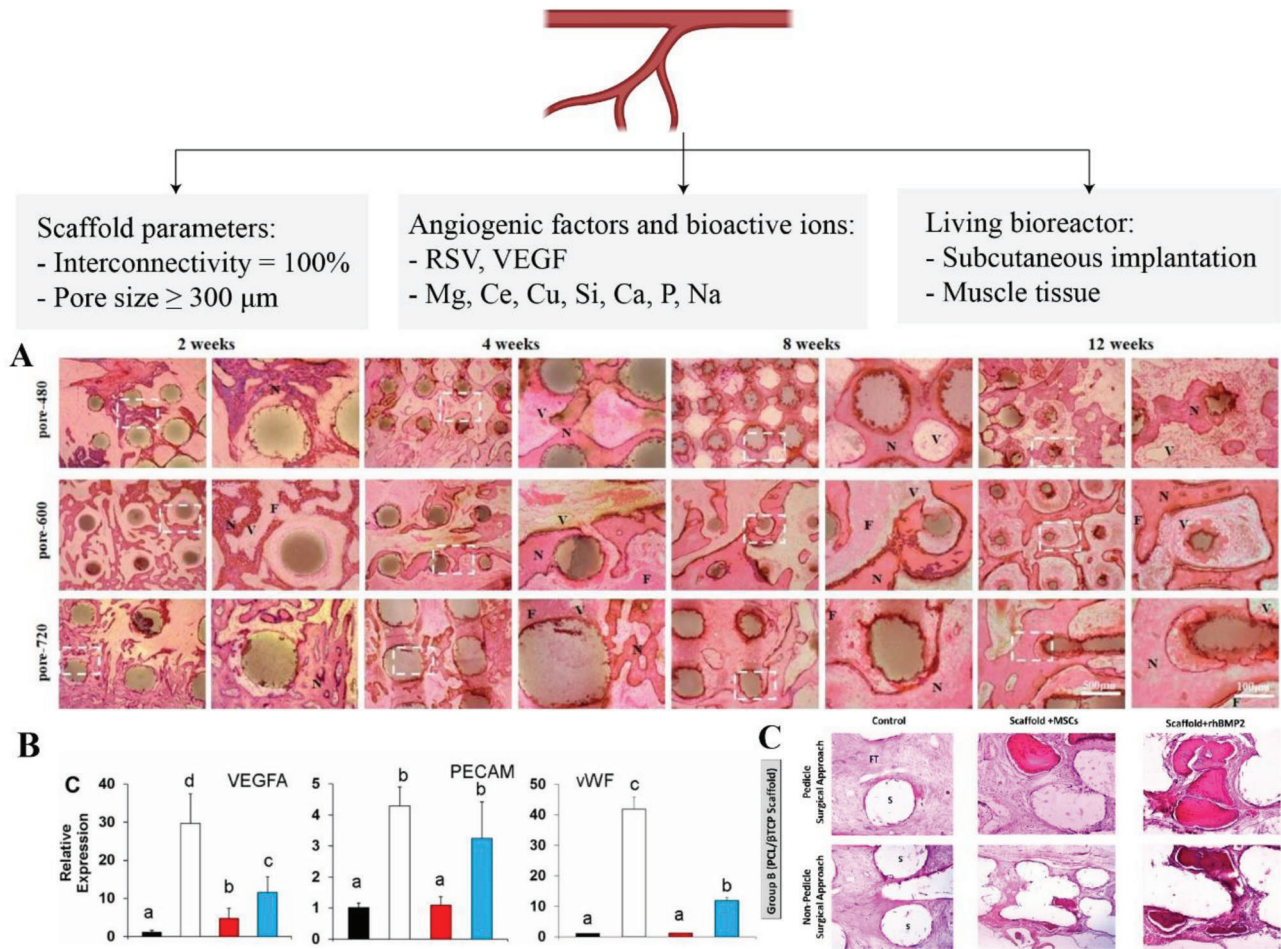 Scaffold parameters:
- Interconnectivity = 100%
- Pore size ≥ 300 μm
Angiogenic factors and bioactive ions:
- RSV, VEGF
- Mg, Ce, Cu, Si, Ca, P, Na
Living bioreactor:
- Subcutaneous implantation
- Muscle tissue
A
2 weeks
4 weeks
8 weeks
12 weeks
pore-480
N
V
N
N
V
N
V
pore-600
N
V
F
V
N
F
V
F
N
N
F
V
pore-720
N
F
V
N
F
N
V
N
F
500μm
100μm
B
C
Relative
Expression
VEGFA
40
30
20
10
0
a
d
b
c
PECAM
5
4
3
2
1
0
a
b
a
b
vWF
50
40
30
20
10
0
a
c
a
b
C
Control
Scaffold +MSCs
Scaffold+rhBMP2
Group B (PCL/βTCP Scaffold)
Pedicle
Surgical Approach
FT
S
Non-Pedicle
Surgical Approach
S
S